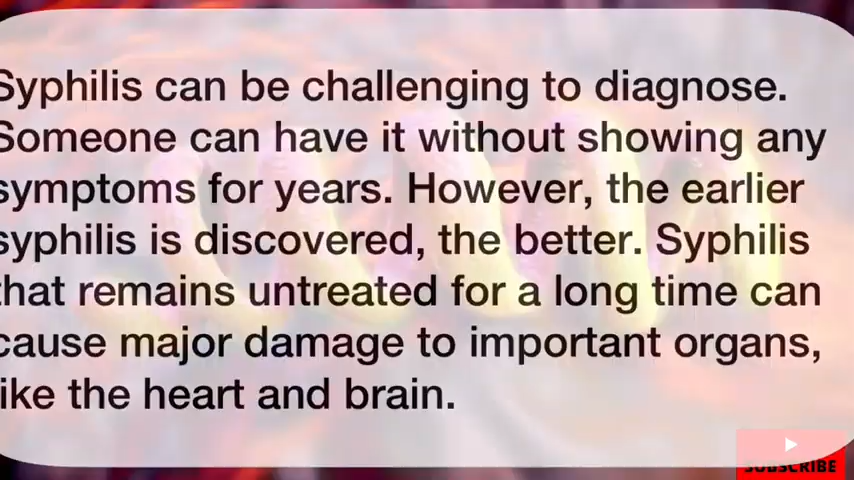 Syphilis can be challenging to diagnose.
Someone can have it without showing any
symptoms for years. However, the earlier
syphilis is discovered, the better. Syphilis
that remains untreated for a long time can
cause major damage to important organs,
like the heart and brain.
SUBSCRIBE